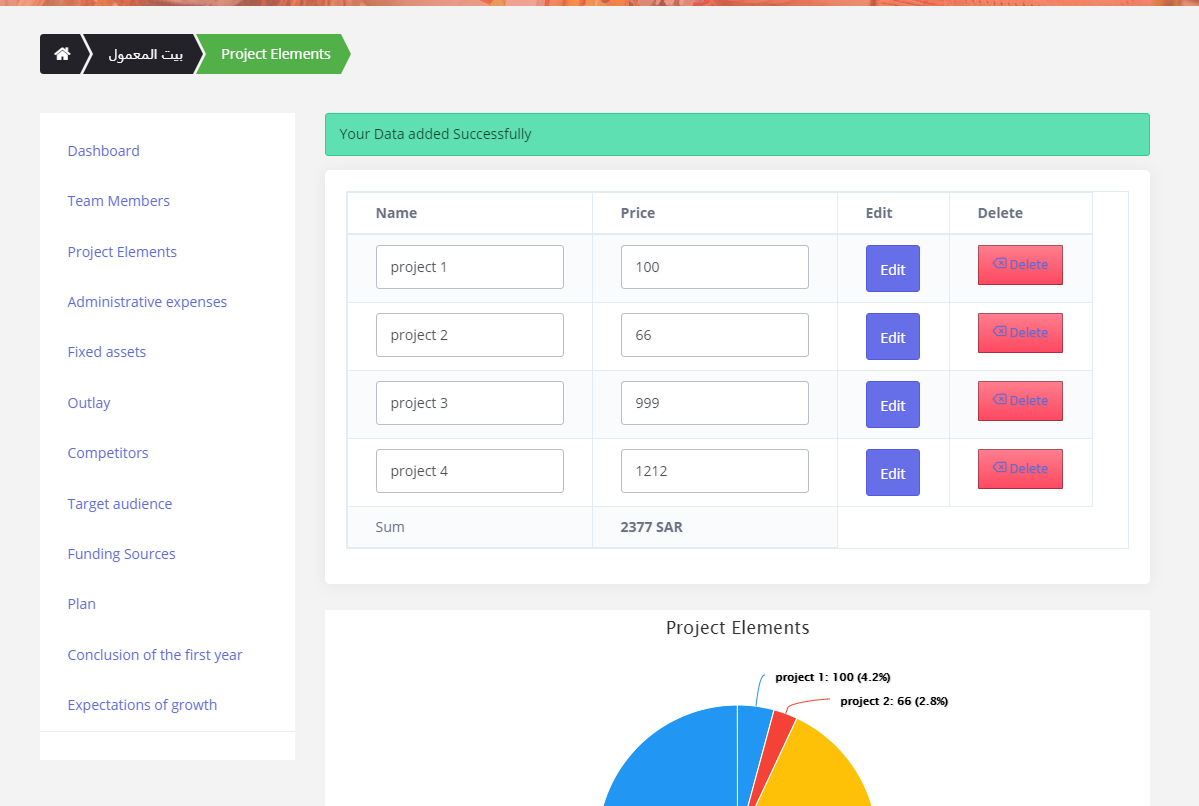 بيت المعمول
Project Elements
Dashboard
Team Members
Project Elements
Administrative expenses
Fixed assets
Outlay
Competitors
Target audience
Funding Sources
Plan
Conclusion of the first year
Expectations of growth
Your Data added Successfully
Name Price Edit Delete
project 1 100 Edit Delete
project 2 66 Edit Delete
project 3 999 Edit Delete
project 4 1212 Edit Delete
Sum 2377 SAR
Project Elements
project 1: 100 (4.2%)
project 2: 66 (2.8%)